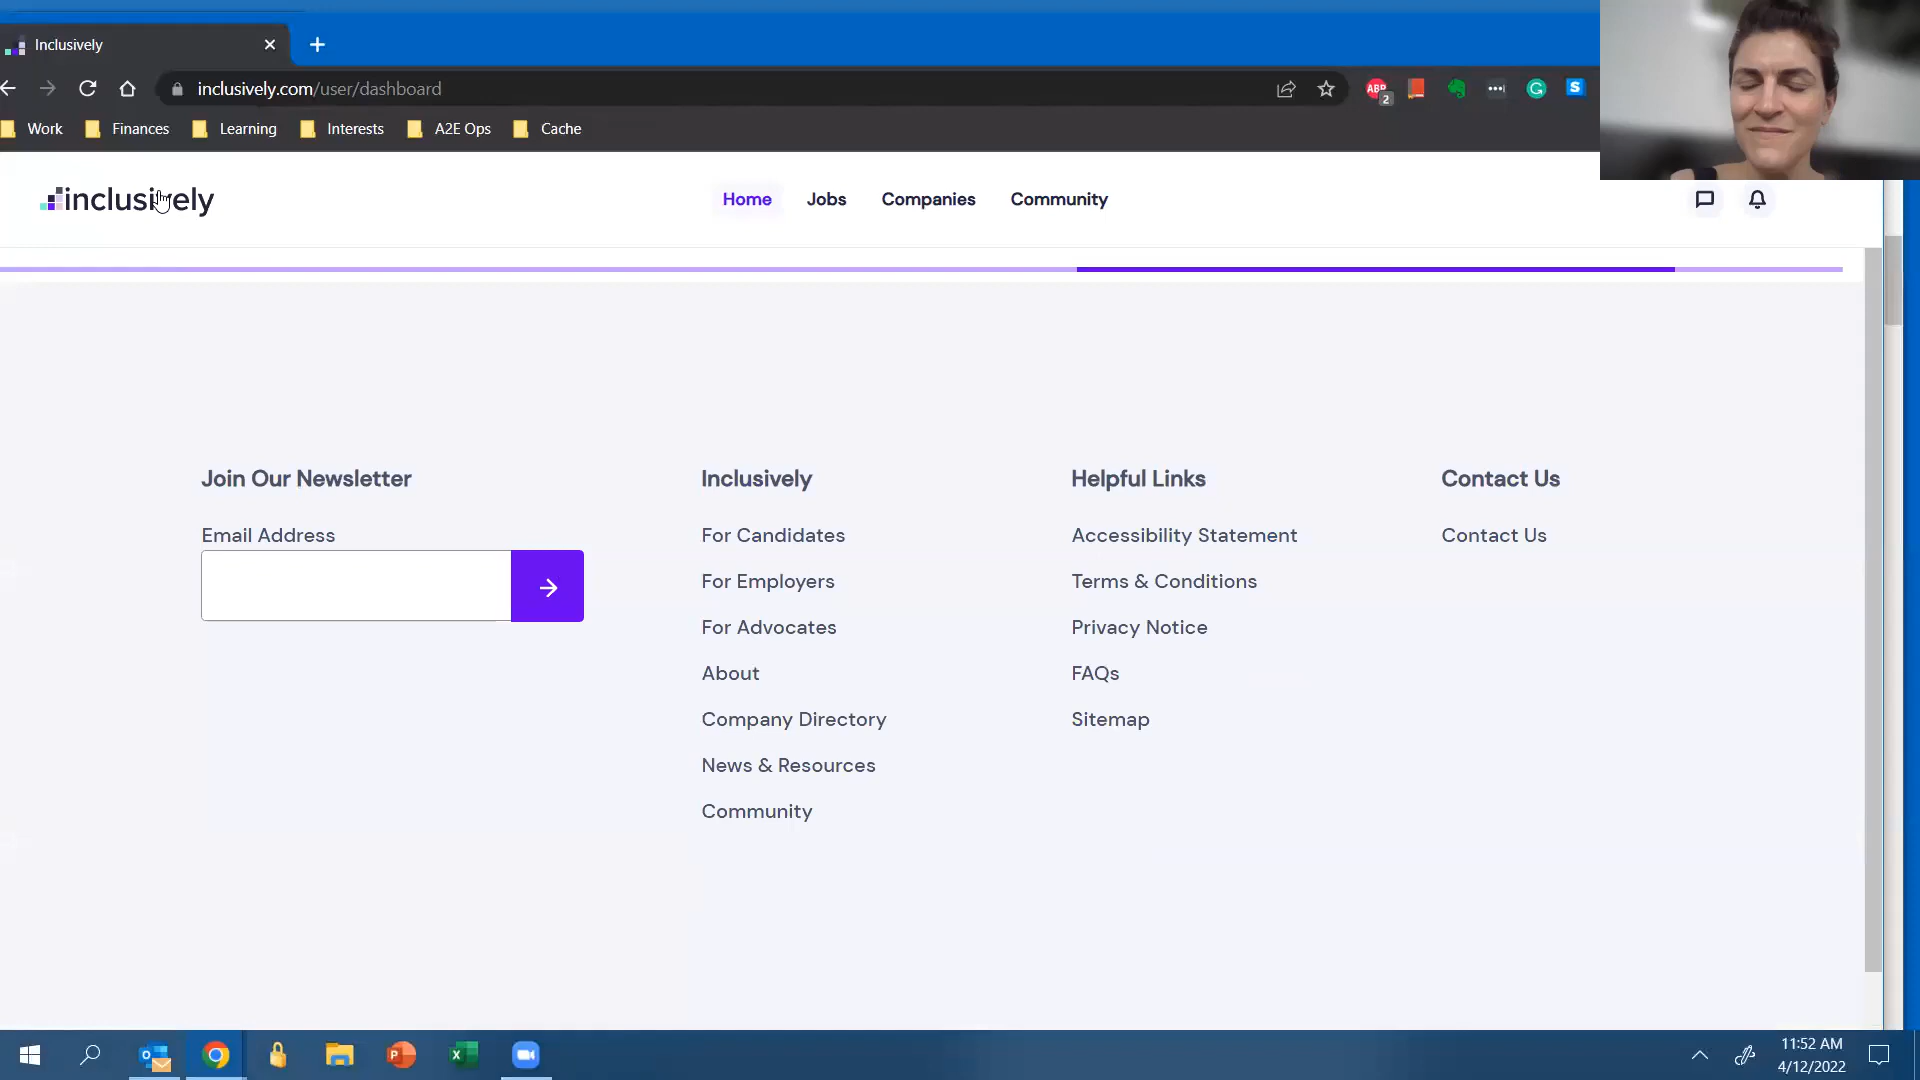 Inclusively
inclusively.com/user/dashboard
ABP
2
G
S
Work Finances Learning Interests A2E Ops Cache
inclusively
Home Jobs Companies Community
Join Our Newsletter
Email Address
Inclusively
For Candidates
For Employers
For Advocates
About
Company Directory
News & Resources
Community
Helpful Links
Accessibility Statement
Terms & Conditions
Privacy Notice
FAQs
Sitemap
Contact Us
Contact Us
11:52 AM
4/12/2022